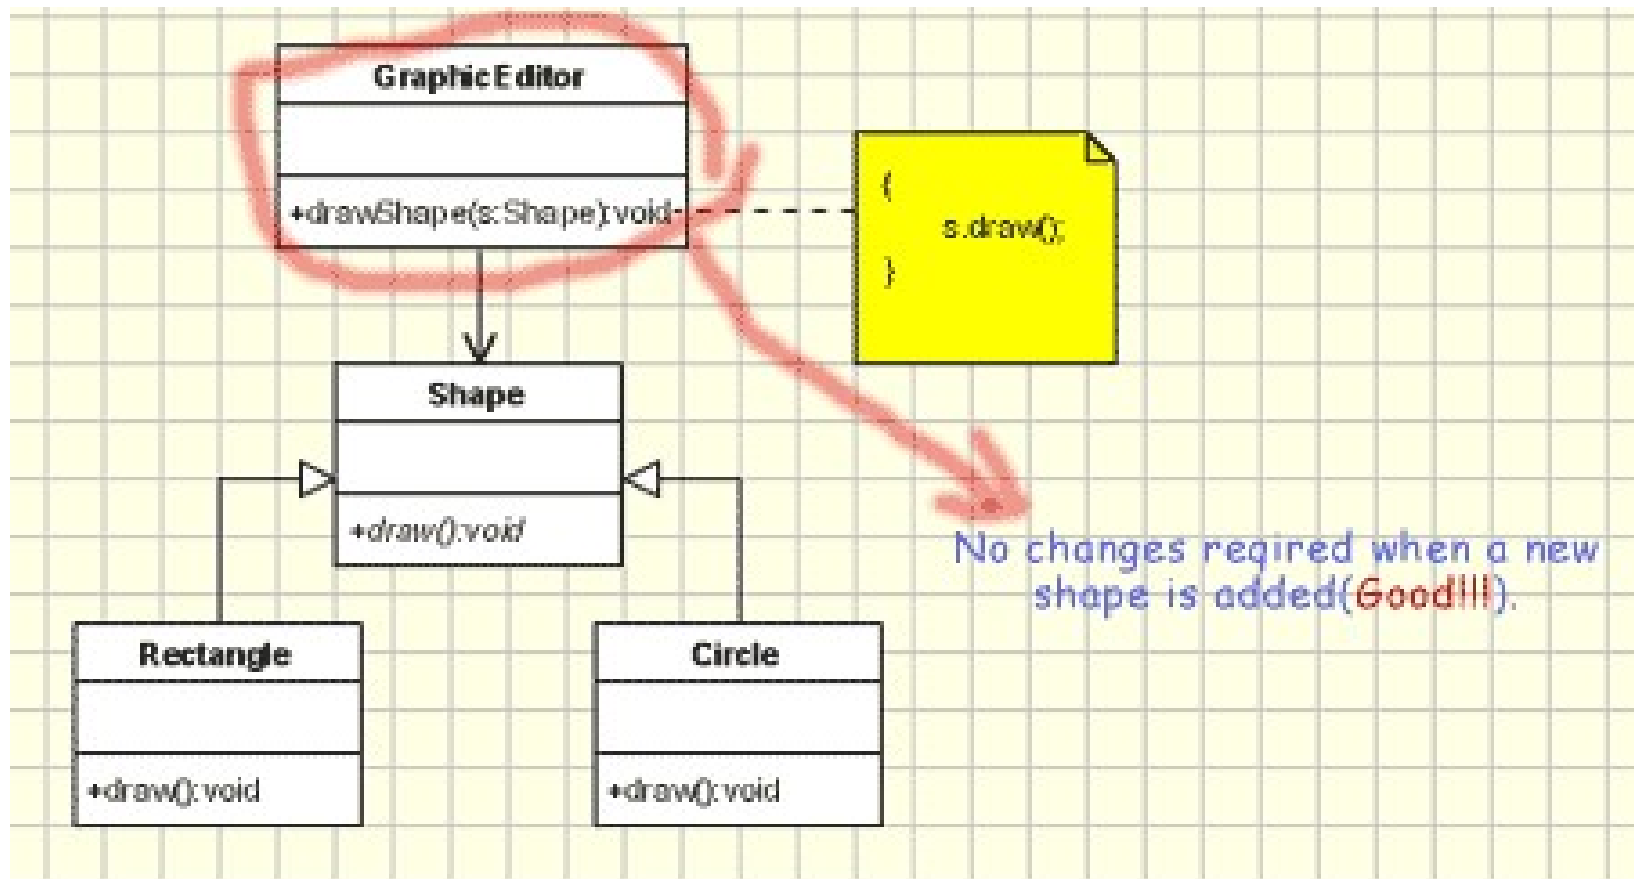 GraphicEditor
+drawShape(s:Shape):void
{
s.draw();
}
Shape
+draw():void
No changes reqired when a new
shape is added(Good!!!).
Rectangle
+draw():void
Circle
+draw():void